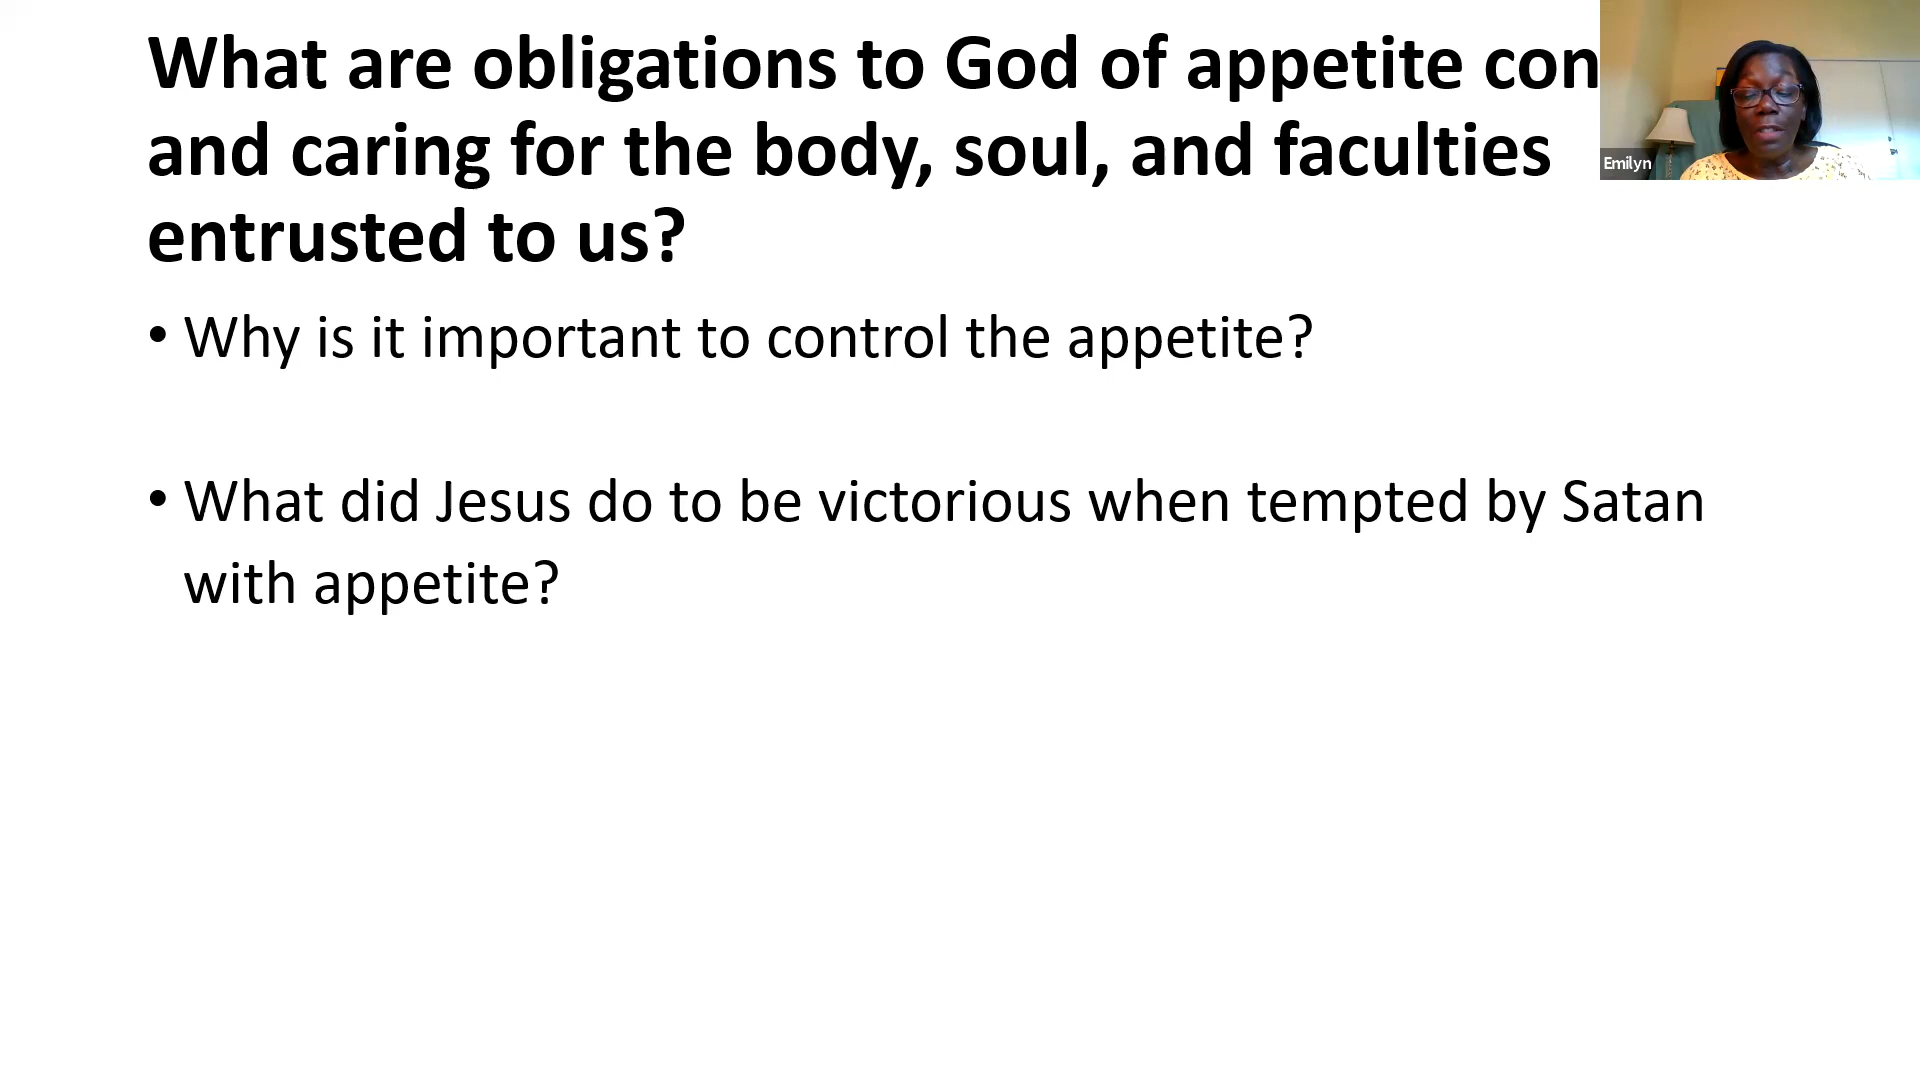 What are obligations to God of appetite con
and caring for the body, soul, and faculties
entrusted to us?
• Why is it important to control the appetite?
• What did Jesus do to be victorious when tempted by Satan
with appetite?
Emilyn